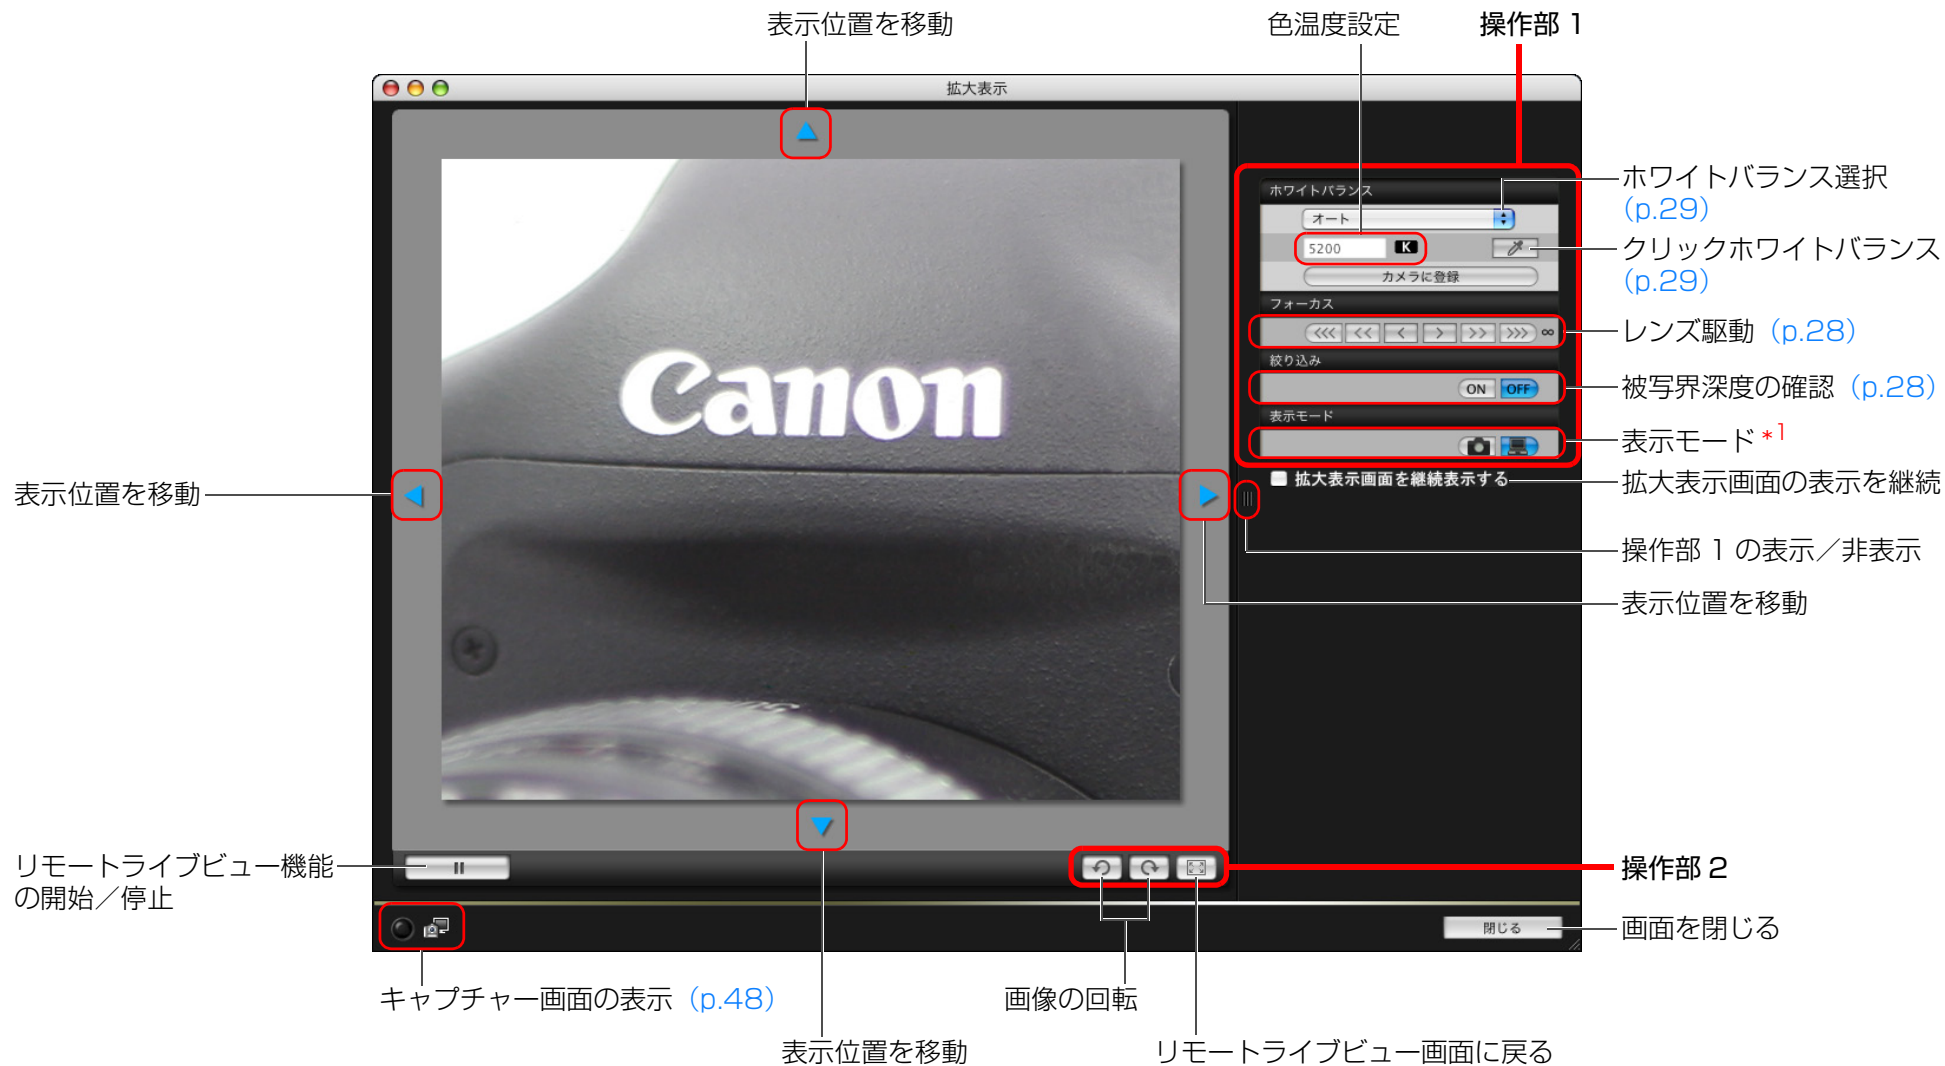 表示位置を移動
色温度設定
操作部 1
拡大表示
ホワイトバランス
オート
5200 K
カメラに登録
フォーカス
<<< << < > >> >>> ∞
絞り込み
ON OFF
表示モード
拡大表示画面を継続表示する
Canon
ホワイトバランス選択
(p.29)
クリックホワイトバランス
(p.29)
レンズ駆動（p.28）
被写界深度の確認（p.28）
表示モード*1
拡大表示画面の表示を継続
操作部 1 の表示／非表示
表示位置を移動
表示位置を移動
リモートライブビュー機能
の開始／停止
操作部 2
閉じる
画面を閉じる
キャプチャー画面の表示（p.48）
画像の回転
表示位置を移動
リモートライブビュー画面に戻る